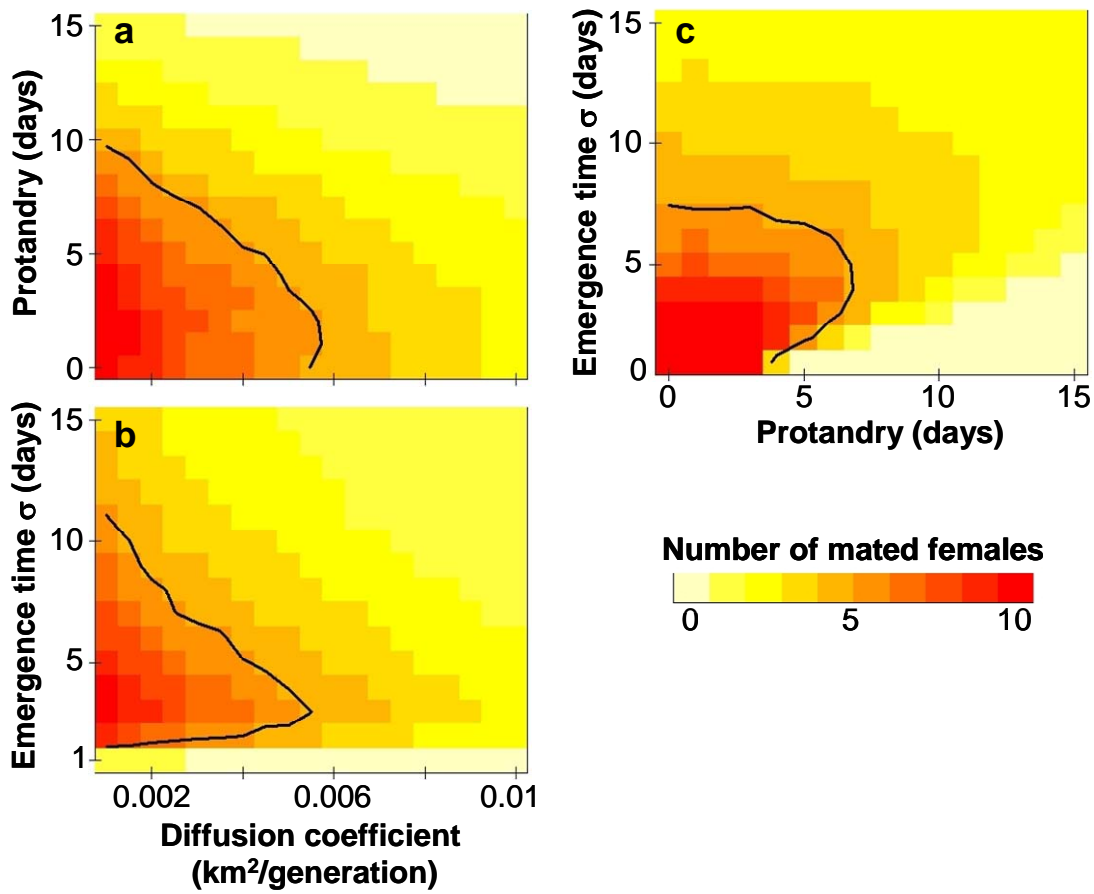 a
15
10
5
0
Protandry (days)
b
15
10
5
1
Emergence time σ (days)
0.002 0.006 0.01
Diffusion coefficient
(km²/generation)
c
15
10
5
0
Emergence time σ (days)
0 5 10 15
Protandry (days)
Number of mated females
0 5 10